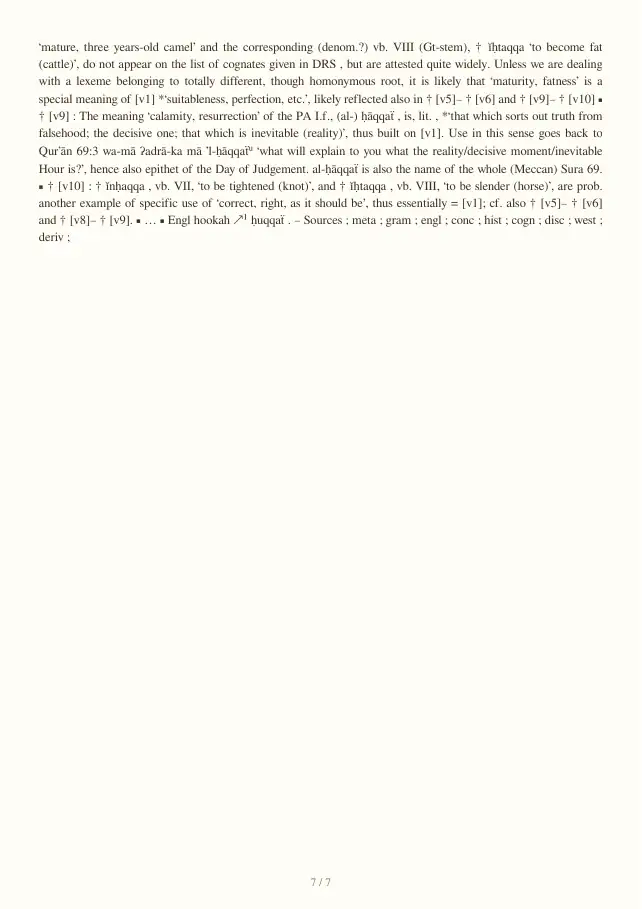 ‘mature, three years-old camel’ and the corresponding (denom.?) vb. VIII (Gt-stem), † ĭḥtaqqa ‘to become fat
(cattle)’, do not appear on the list of cognates given in DRS , but are attested quite widely. Unless we are dealing
with a lexeme belonging to totally different, though homonymous root, it is likely that ‘maturity, fatness’ is a
special meaning of [v1] *‘suitableness, perfection, etc.’, likely reflected also in † [v5]– † [v6] and † [v9]– † [v10] ▪
† [v9] : The meaning ‘calamity, resurrection’ of the PA I.f., (al-) ḥāqqaẗ , is, lit. , *‘that which sorts out truth from
falsehood; the decisive one; that which is inevitable (reality)’, thus built on [v1]. Use in this sense goes back to
Qurʾān 69:3 wa-mā ʔadrā-ka mā ’l-ḥāqqaẗᵘ ‘what will explain to you what the reality/decisive moment/inevitable
Hour is?’, hence also epithet of the Day of Judgement. al-ḥāqqaẗ is also the name of the whole (Meccan) Sura 69.
▪ † [v10] : † ĭnḥaqqa , vb. VII, ‘to be tightened (knot)’, and † ĭḥtaqqa , vb. VIII, ‘to be slender (horse)’, are prob.
another example of specific use of ‘correct, right, as it should be’, thus essentially = [v1]; cf. also † [v5]– † [v6]
and † [v8]– † [v9]. ▪ … ▪ Engl hookah ↗¹ ḥuqqaẗ . – Sources ; meta ; gram ; engl ; conc ; hist ; cogn ; disc ; west ;
deriv ;
7 / 7